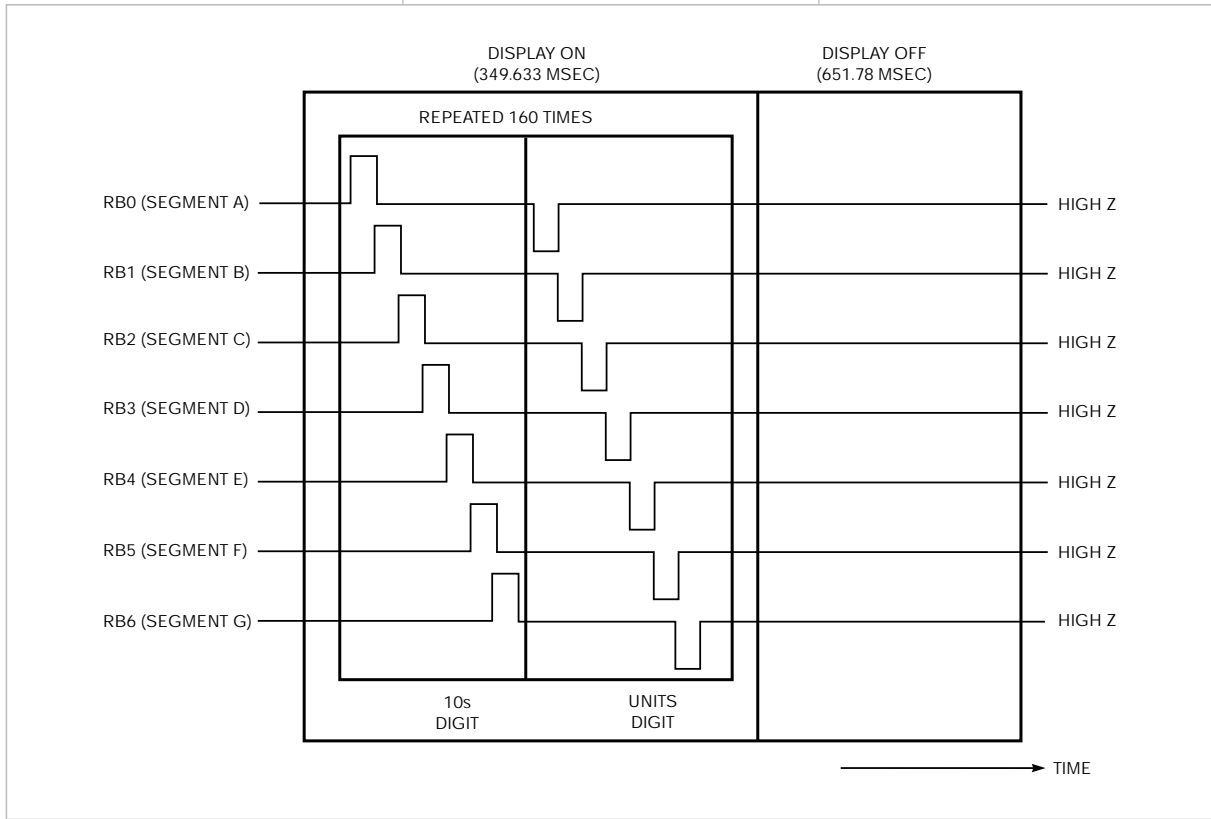 DISPLAY ON
(349.633 MSEC)
DISPLAY OFF
(651.78 MSEC)
REPEATED 160 TIMES
RB0 (SEGMENT A)
HIGH Z
RB1 (SEGMENT B)
HIGH Z
RB2 (SEGMENT C)
HIGH Z
RB3 (SEGMENT D)
HIGH Z
RB4 (SEGMENT E)
HIGH Z
RB5 (SEGMENT F)
HIGH Z
RB6 (SEGMENT G)
HIGH Z
10s
DIGIT
UNITS
DIGIT
TIME